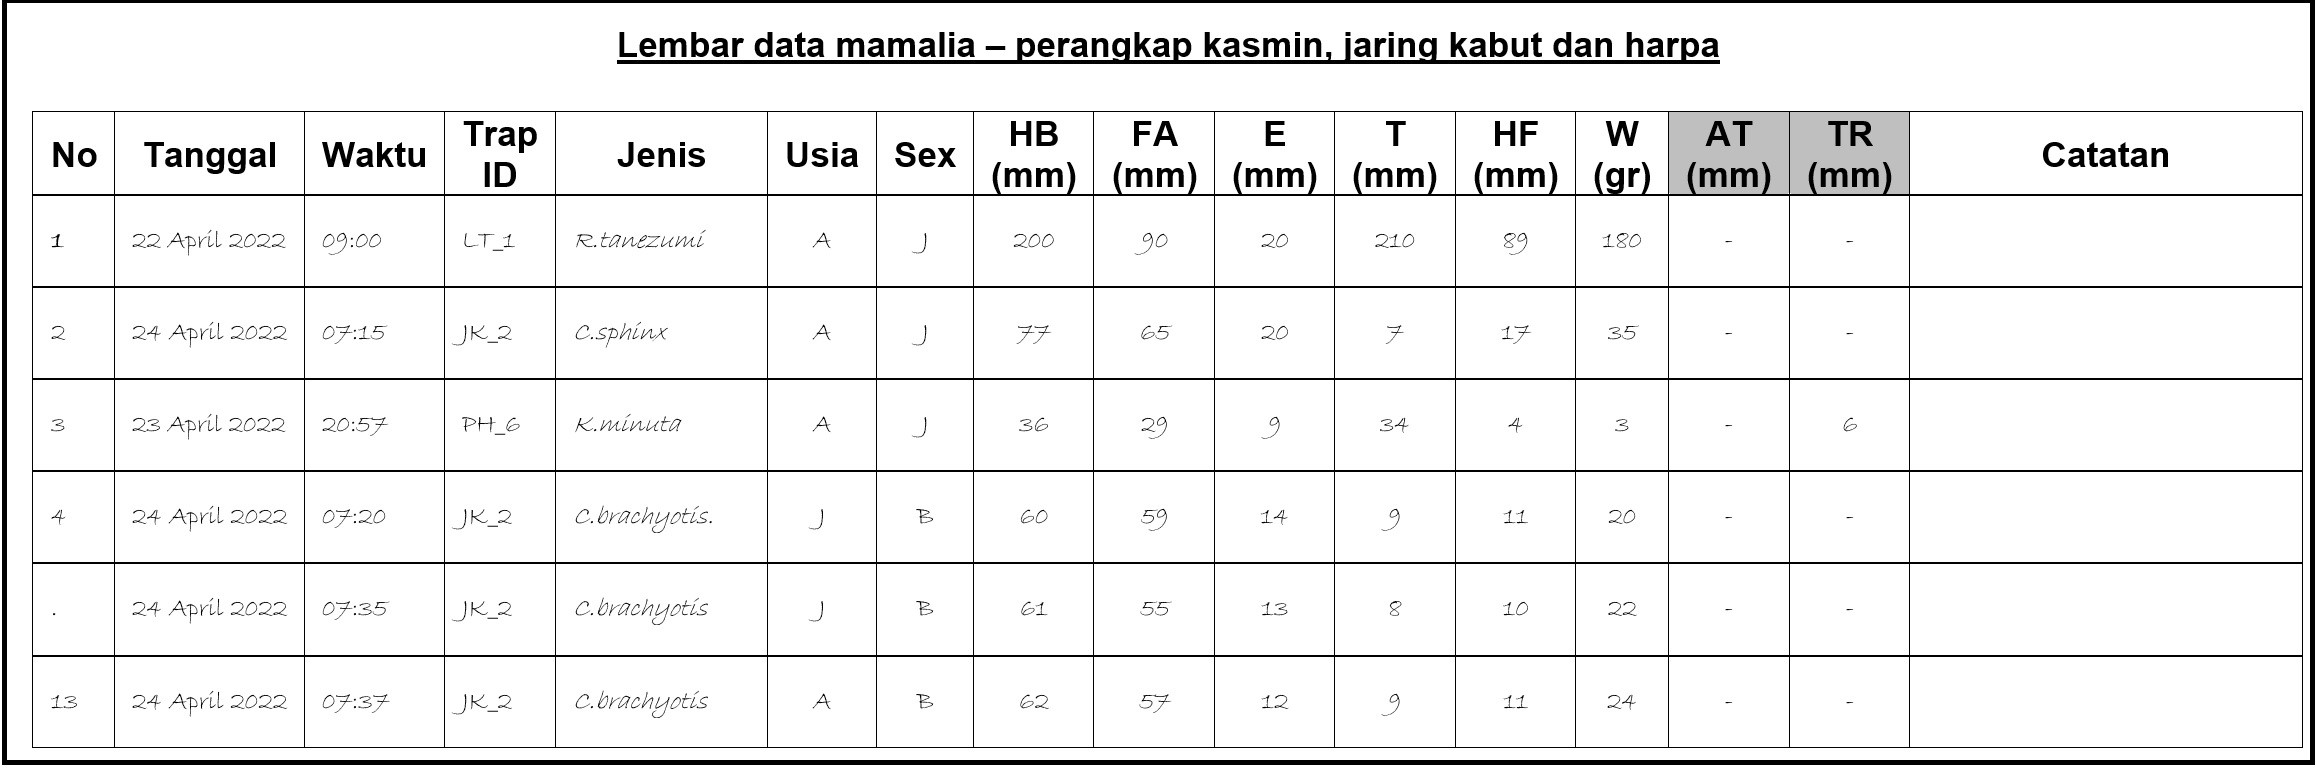 Lembar data mamalia – perangkap kasmin, jaring kabut dan harpa
No Tanggal Waktu Trap ID Jenis Usia Sex HB (mm) FA (mm) E (mm) T (mm) HF (mm) W (gr) AT (mm) TR (mm) Catatan
1 22 April 2022 09:00 LT_1 R.tanezumi A J 200 90 20 210 89 180 - -
2 24 April 2022 07:15 JK_2 C.sphinx A J 77 65 20 7 17 35 - -
3 23 April 2022 20:57 PH_6 K.minuta A J 36 29 9 34 4 3 - 6
4 24 April 2022 07:20 JK_2 C.brachyotis. J B 60 59 14 9 11 20 - -
. 24 April 2022 07:35 JK_2 C.brachyotis J B 61 55 13 8 10 22 - -
13 24 April 2022 07:37 JK_2 C.brachyotis A B 62 57 12 9 11 24 - -